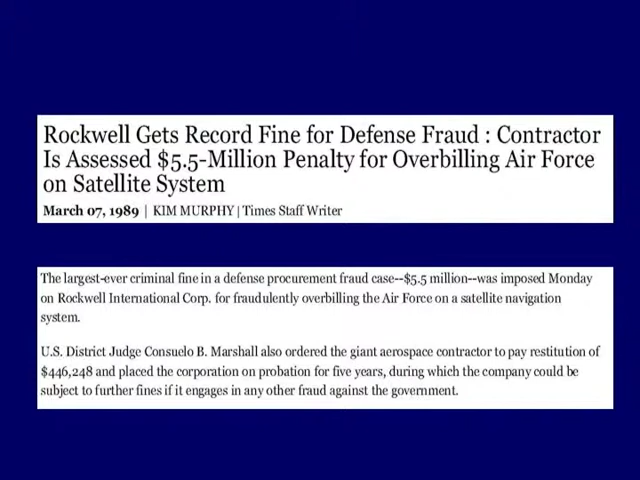 Rockwell Gets Record Fine for Defense Fraud : Contractor
Is Assessed $5.5-Million Penalty for Overbilling Air Force
on Satellite System
March 07, 1989 | KIM MURPHY | Times Staff Writer
The largest-ever criminal fine in a defense procurement fraud case--$5.5 million--was imposed Monday
on Rockwell International Corp. for fraudulently overbilling the Air Force on a satellite navigation
system.
U.S. District Judge Consuelo B. Marshall also ordered the giant aerospace contractor to pay restitution of
$446,248 and placed the corporation on probation for five years, during which the company could be
subject to further fines if it engages in any other fraud against the government.